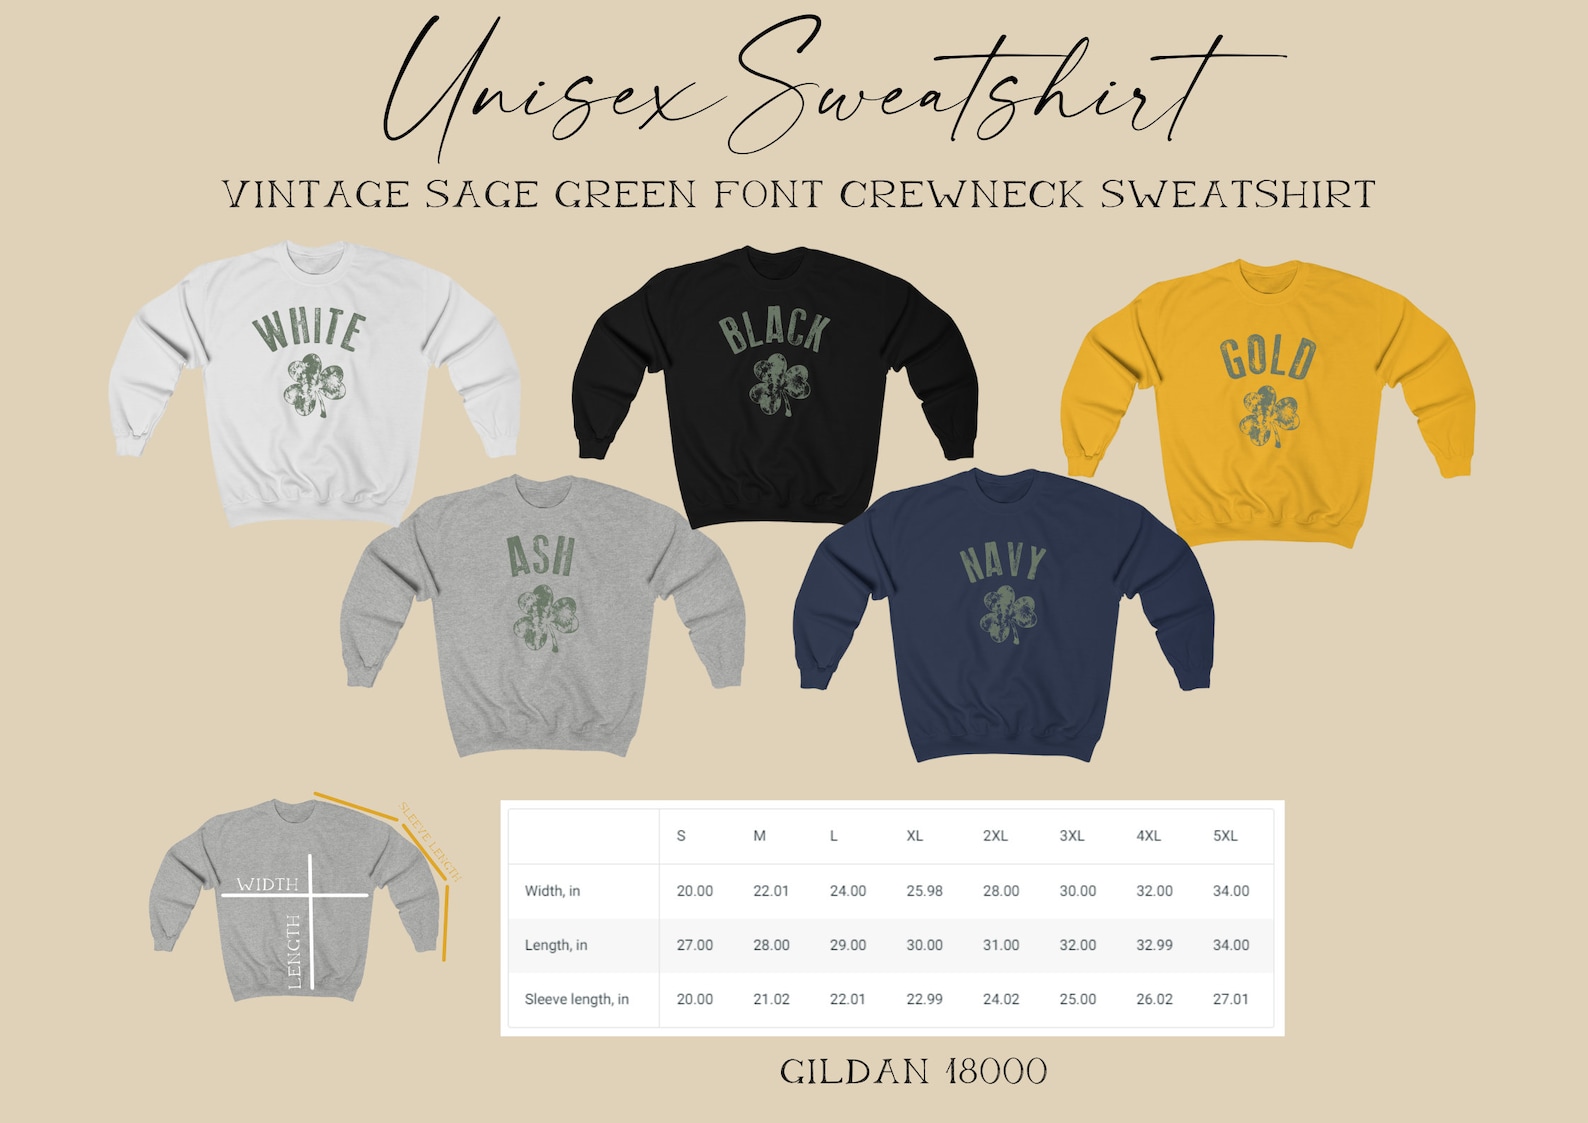 Unisex Sweatshirt
VINTAGE SAGE GREEN FONT CREWNECK SWEATSHIRT
WHITE
BLACK
GOLD
ASH
NAVY
SLEEVE LENGTH
WIDTH
LENGTH
S M L XL 2XL 3XL 4XL 5XL
Width, in 20.00 22.01 24.00 25.98 28.00 30.00 32.00 34.00
Length, in 27.00 28.00 29.00 30.00 31.00 32.00 32.99 34.00
Sleeve length, in 20.00 21.02 22.01 22.99 24.02 25.00 26.02 27.01
GILDAN 18000